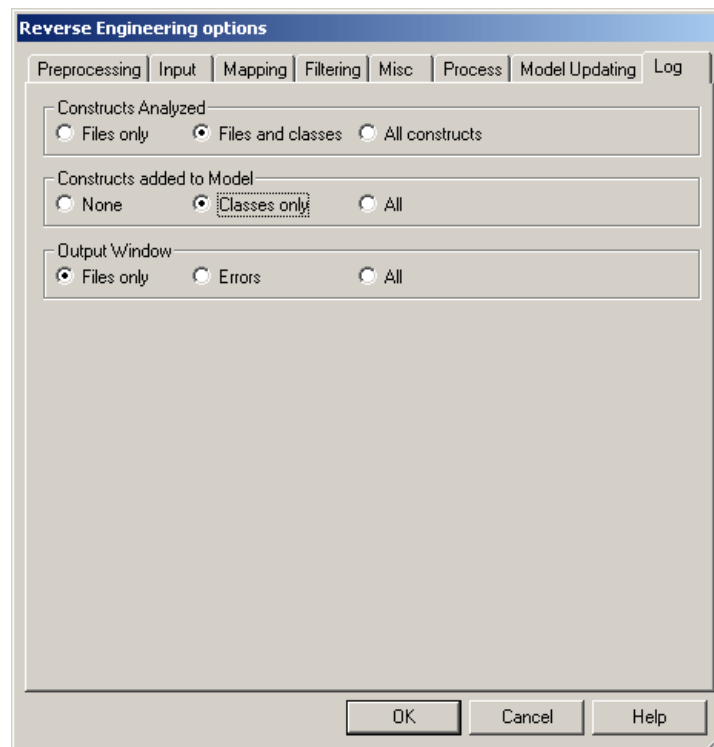 Reverse Engineering options
Preprocessing Input Mapping Filtering Misc Process Model Updating Log
Constructs Analyzed
Files only Files and classes All constructs
Constructs added to Model
None Classes only All
Output Window
Files only Errors All
OK Cancel Help